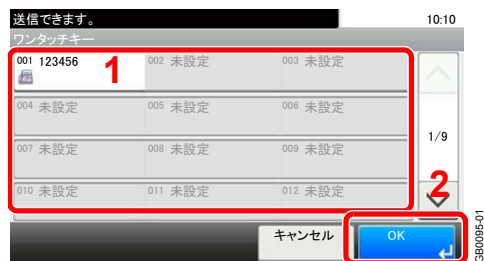 送信できます。 10:10
ワンタッチキー
001 123456 1 002 未設定 003 未設定
004 未設定 005 未設定 006 未設定
1/9
007 未設定 008 未設定 009 未設定
010 未設定 011 未設定 012 未設定 2
キャンセル OK
GB0095-01